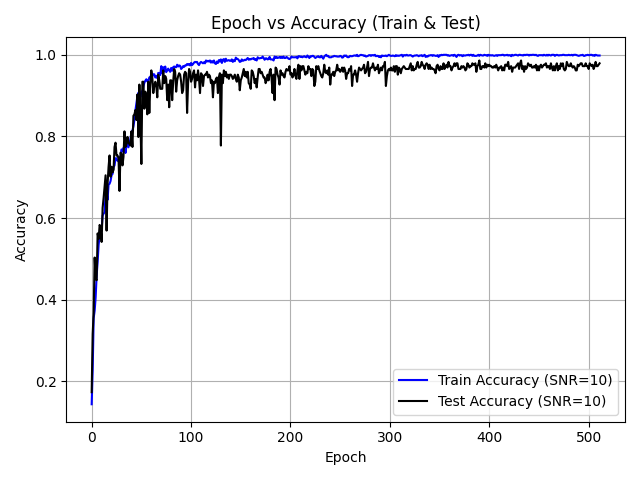 Epoch vs Accuracy (Train & Test)
1.0
0.8
0.6
0.4
0.2
Accuracy
0 100 200 300 400 500
Epoch
Train Accuracy (SNR=10)
Test Accuracy (SNR=10)